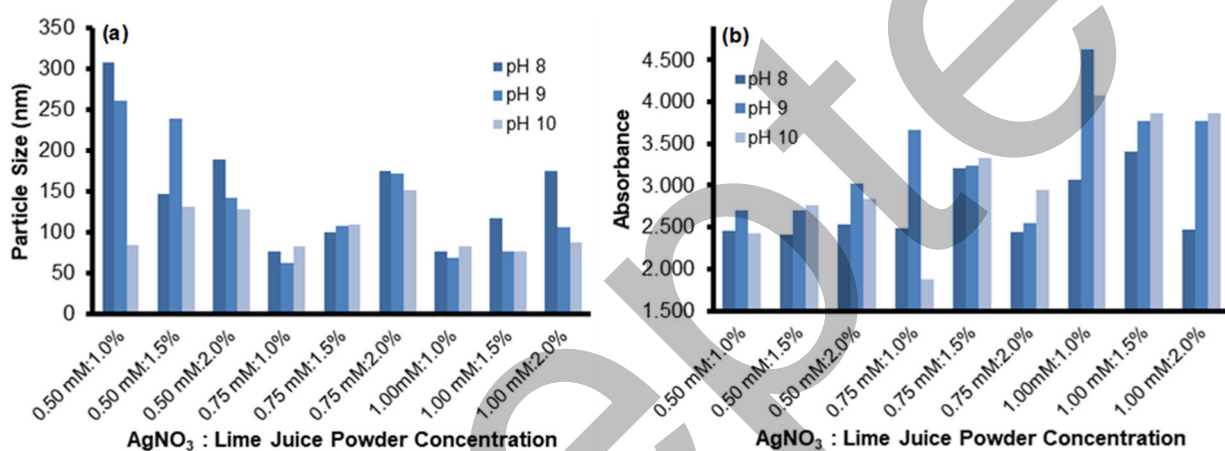 (a)
350
300
250
200
150
100
50
0
Particle Size (nm)
pH 8
pH 9
pH 10
0.50 mM:1.0%
0.50 mM:1.5%
0.50 mM:2.0%
0.75 mM:1.0%
0.75 mM:1.5%
0.75 mM:2.0%
1.00 mM:1.0%
1.00 mM:1.5%
1.00 mM:2.0%
AgNO₃ : Lime Juice Powder Concentration
(b)
4.500
4.000
3.500
3.000
2.500
2.000
1.500
Absorbance
pH 8
pH 9
pH 10
0.50 mM:1.0%
0.50 mM:1.5%
0.50 mM:2.0%
0.75 mM:1.0%
0.75 mM:1.5%
0.75 mM:2.0%
1.00mM:1.0%
1.00 mM:1.5%
1.00 mM:2.0%
AgNO₃ : Lime Juice Powder Concentration
epte